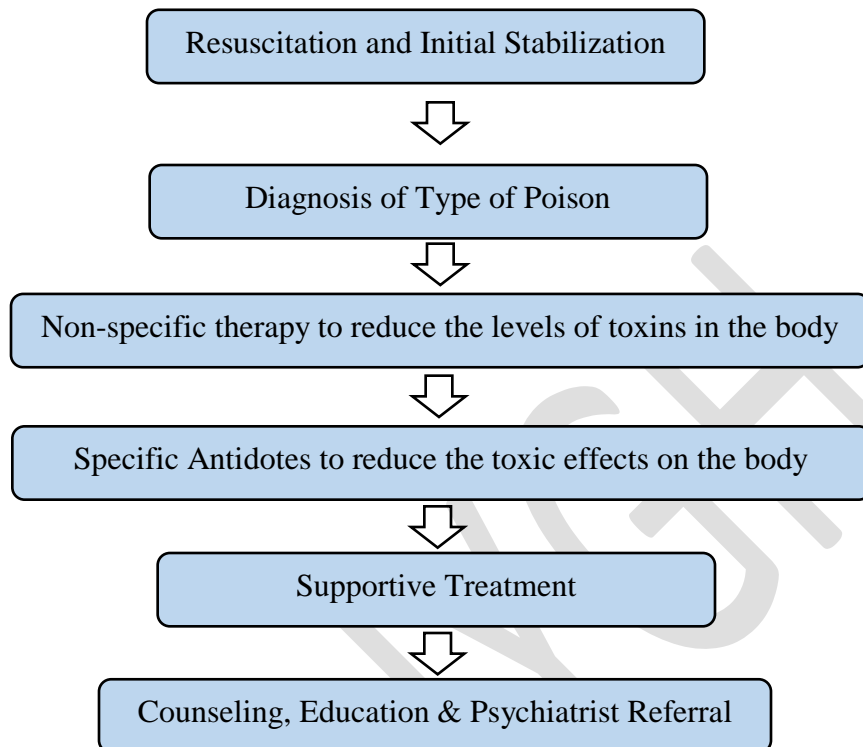 Resuscitation and Initial Stabilization
Diagnosis of Type of Poison
Non-specific therapy to reduce the levels of toxins in the body
Specific Antidotes to reduce the toxic effects on the body
Supportive Treatment
Counseling, Education & Psychiatrist Referral